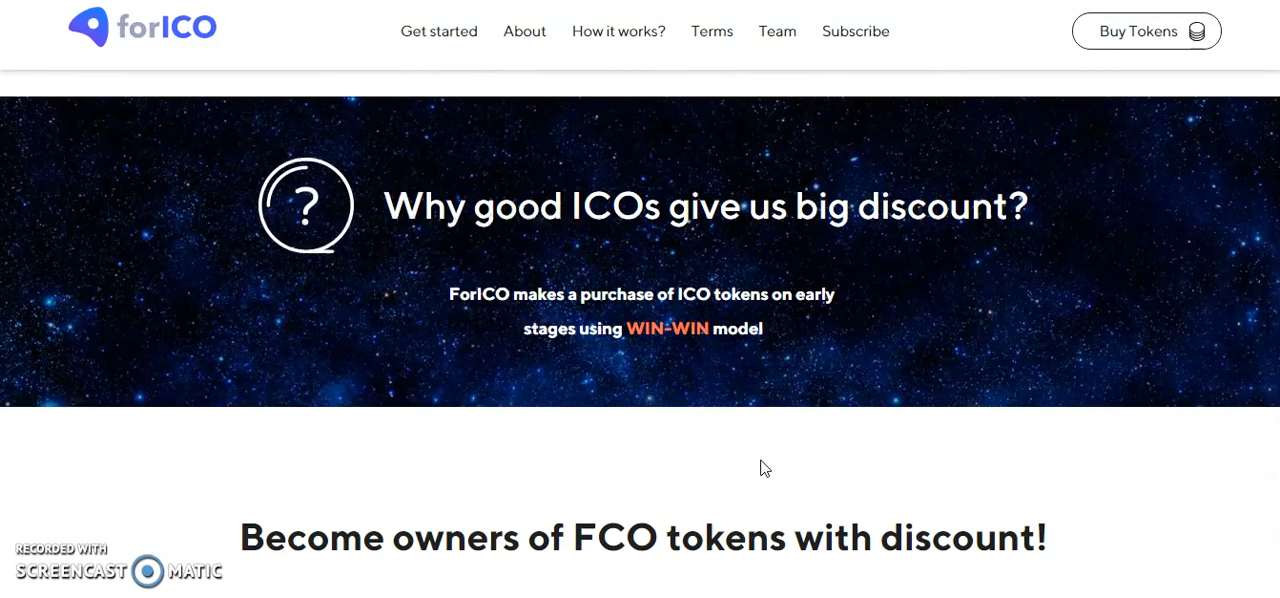 forICO
Get started About How it works? Terms Team Subscribe Buy Tokens
?
Why good ICOs give us big discount?
ForICO makes a purchase of ICO tokens on early
stages using WIN-WIN model
Become owners of FCO tokens with discount!
RECORDED WITH
SCREENCAST MATIC